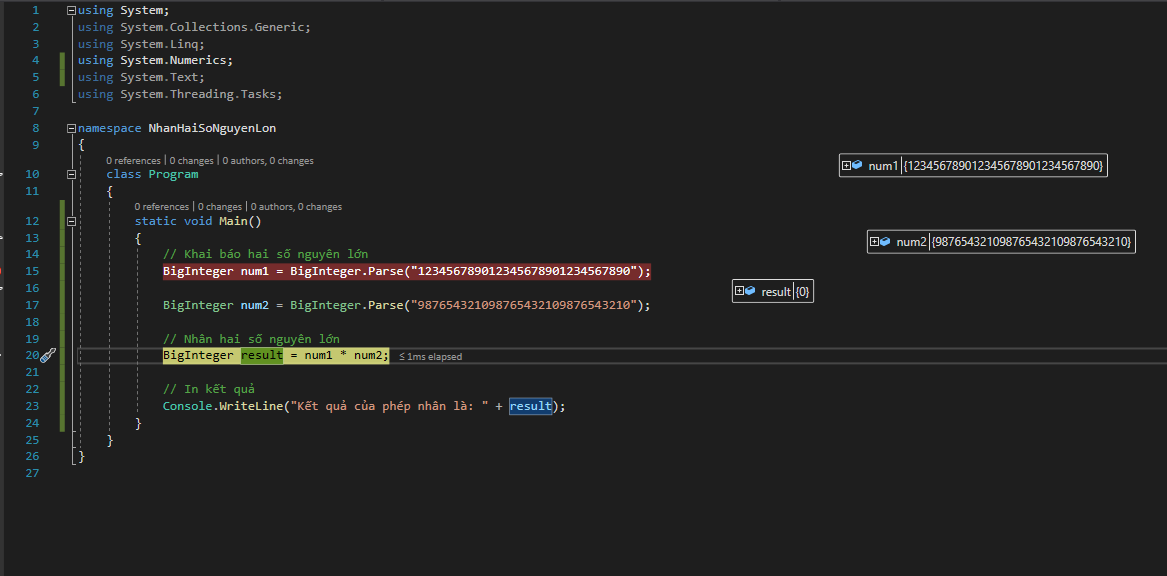 1 using System;
2 using System.Collections.Generic;
3 using System.Linq;
4 using System.Numerics;
5 using System.Text;
6 using System.Threading.Tasks;
7
8 namespace NhanHaiSoNguyenLon
9 {
0 references | 0 changes | 0 authors, 0 changes
10 class Program
11 {
0 references | 0 changes | 0 authors, 0 changes
12 static void Main()
13 {
14 // Khai báo hai số nguyên lớn
15 BigInteger num1 = BigInteger.Parse("123456789012345678901234567890");
16
17 BigInteger num2 = BigInteger.Parse("987654321098765432109876543210");
18
19 // Nhân hai số nguyên lớn
20 BigInteger result = num1 * num2; ≤ 1ms elapsed
21
22 // In kết quả
23 Console.WriteLine("Kết quả của phép nhân là: " + result);
24 }
25 }
26 }
27
num1 {123456789012345678901234567890}
num2 {987654321098765432109876543210}
result {0}